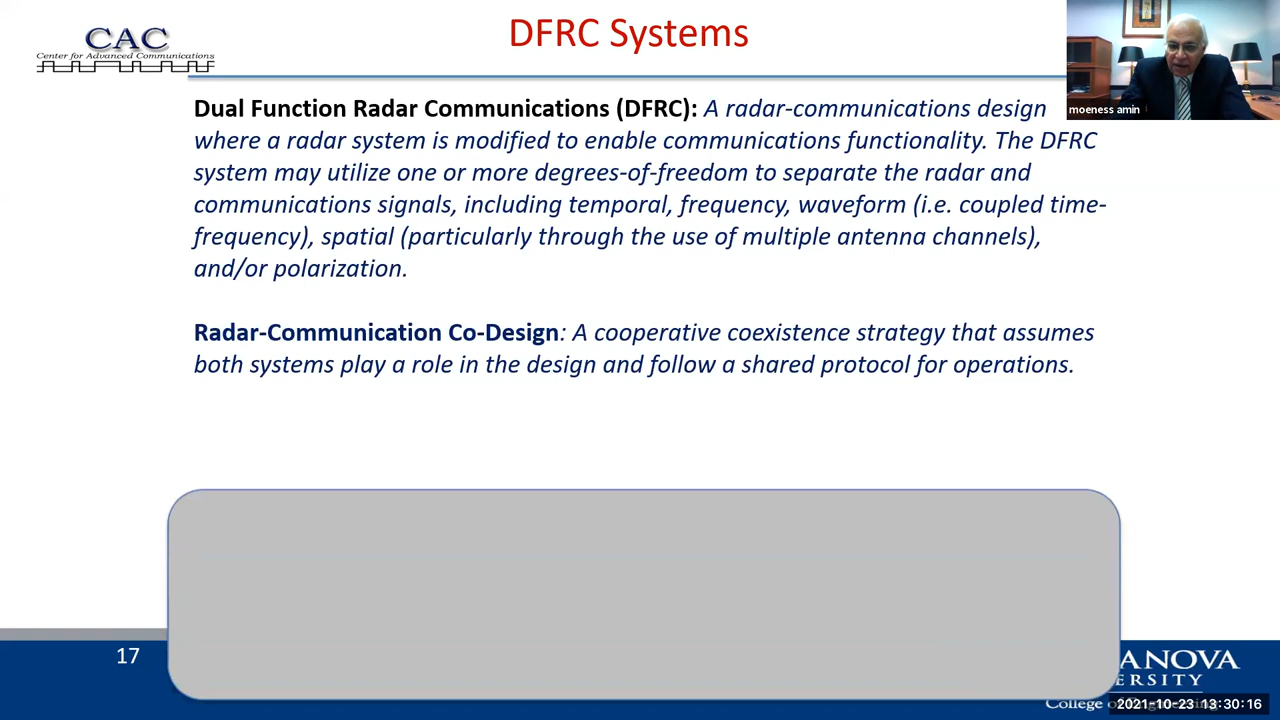 DFRC Systems
CAC
Center for Advanced Communications
moeness amin
Dual Function Radar Communications (DFRC): A radar-communications design
where a radar system is modified to enable communications functionality. The DFRC
system may utilize one or more degrees-of-freedom to separate the radar and
communications signals, including temporal, frequency, waveform (i.e. coupled time-
frequency), spatial (particularly through the use of multiple antenna channels),
and/or polarization.
Radar-Communication Co-Design: A cooperative coexistence strategy that assumes
both systems play a role in the design and follow a shared protocol for operations.
17
ANOVA
ERSITY
College of
2021-10-23 13:30:16